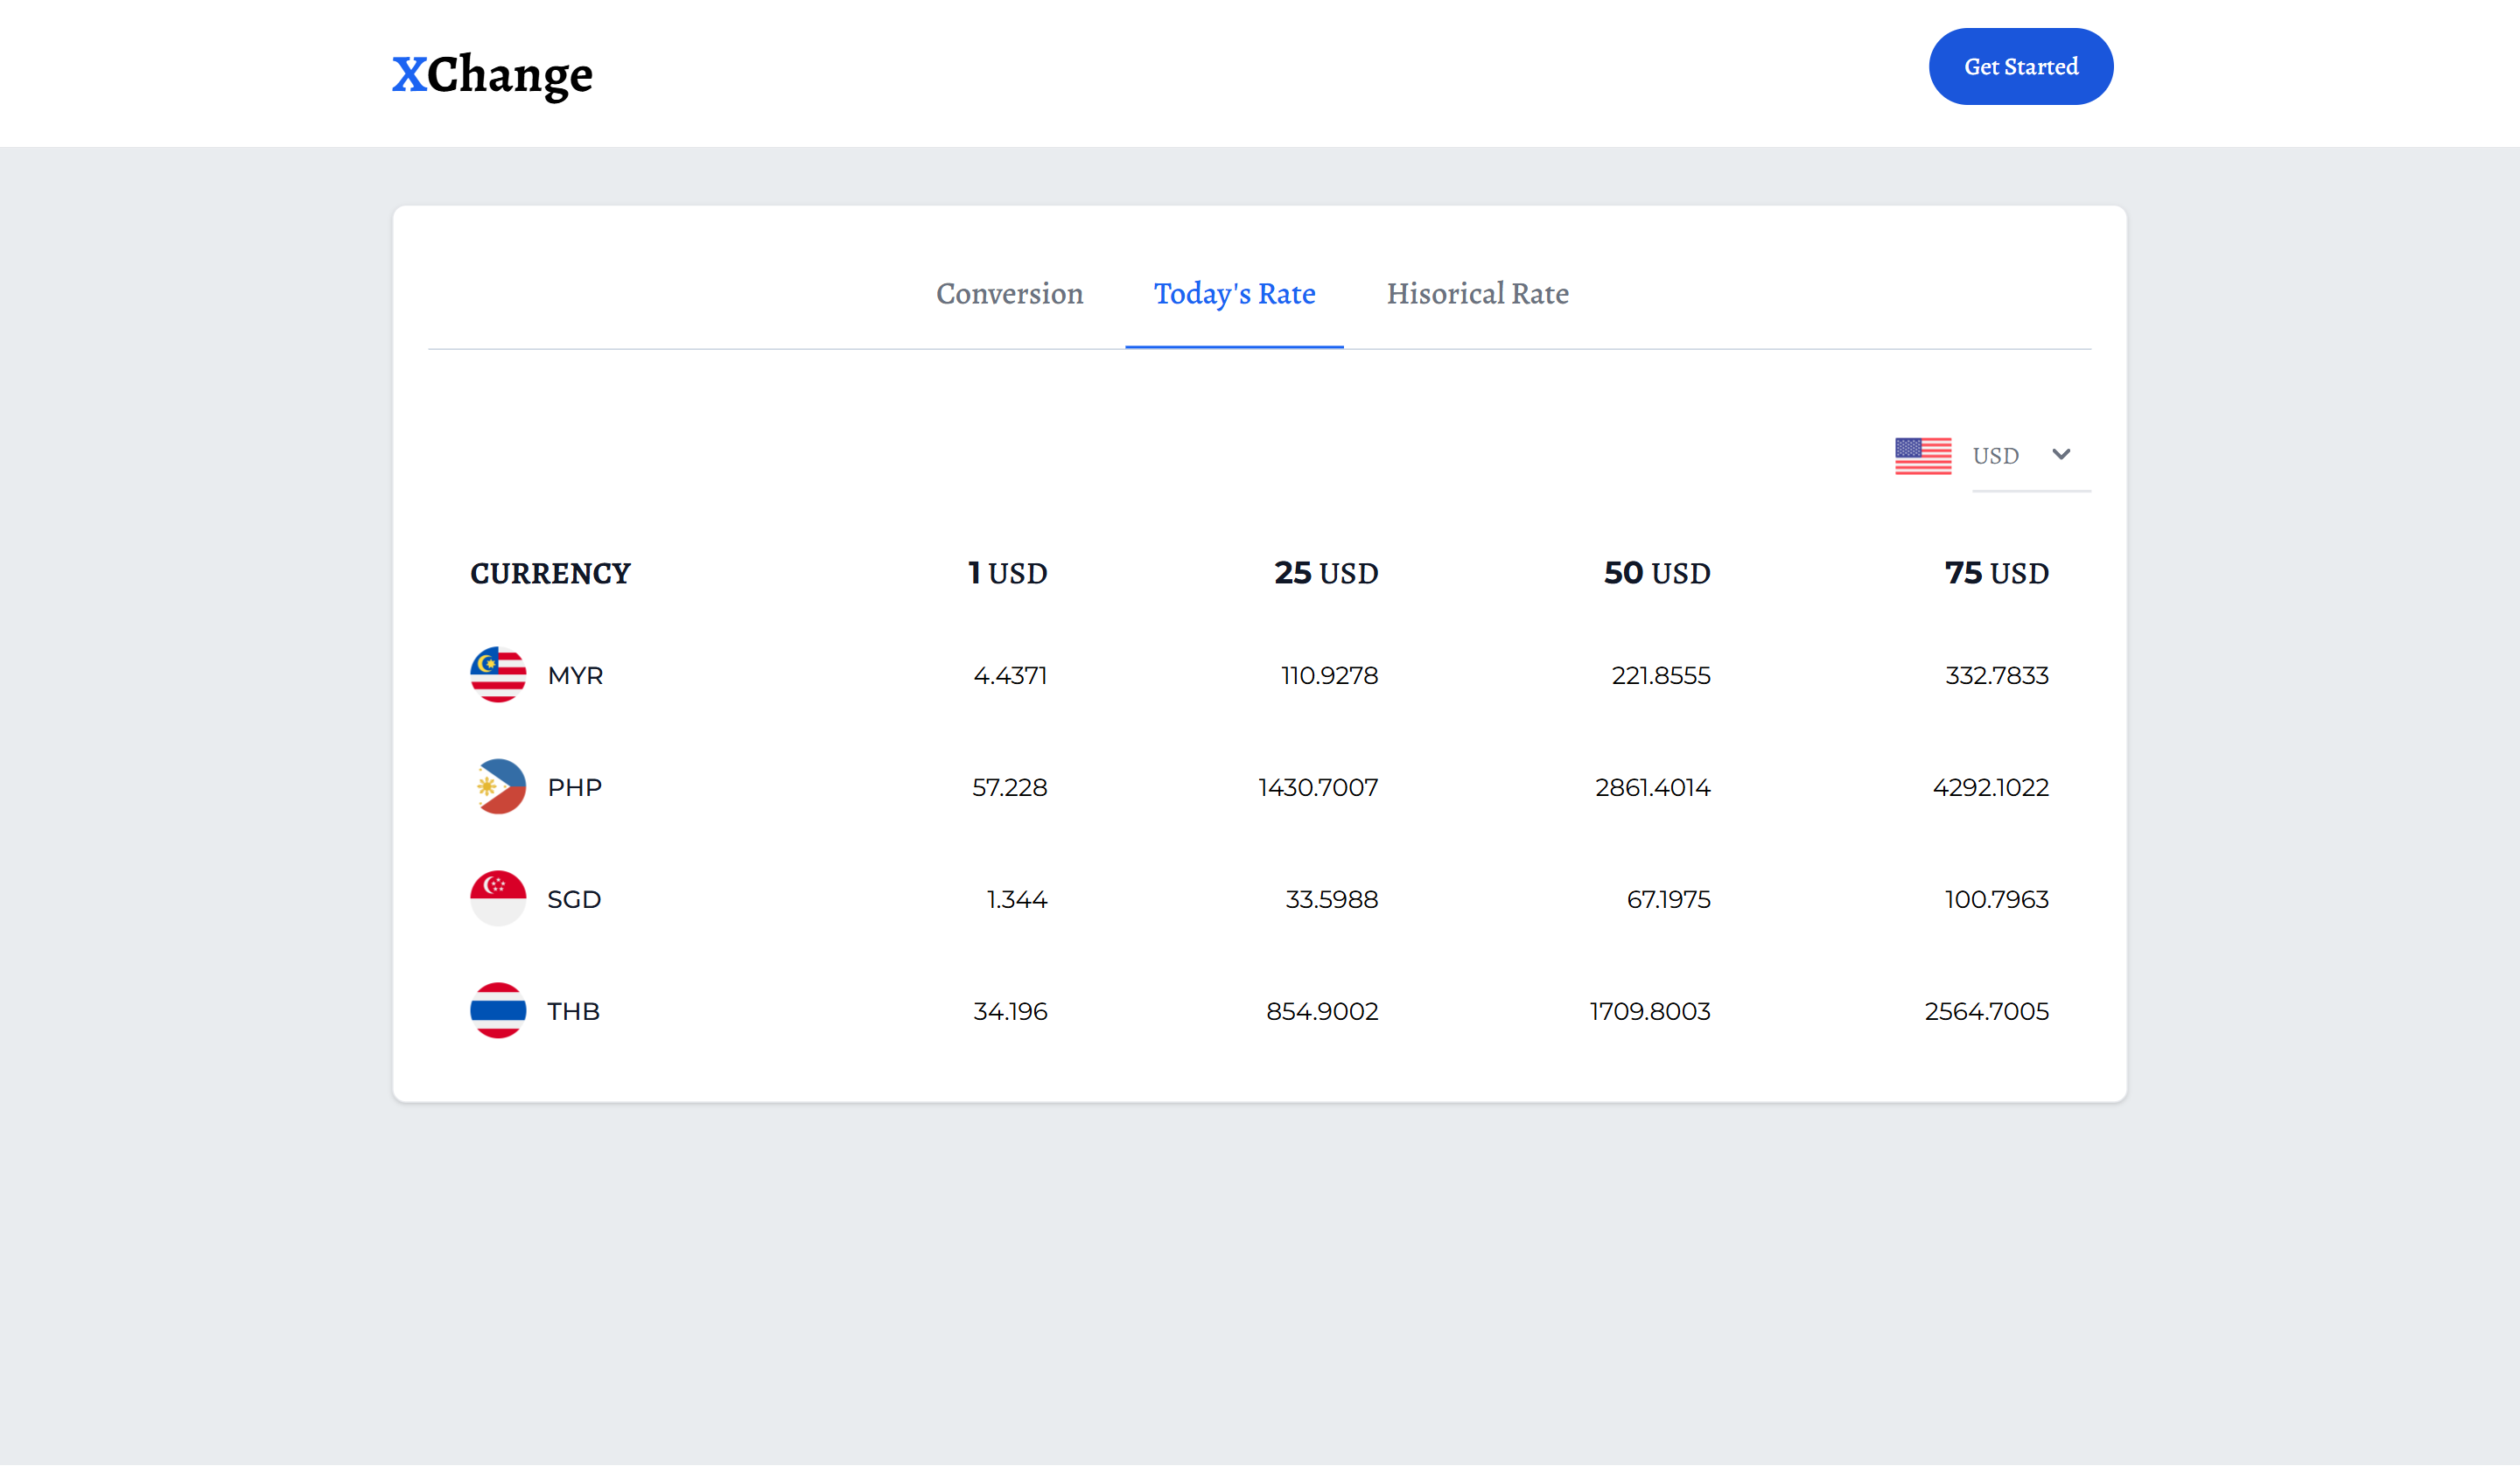 XChange Get Started
Conversion Today's Rate Hisorical Rate
USD
CURRENCY 1 USD 25 USD 50 USD 75 USD
MYR 4.4371 110.9278 221.8555 332.7833
PHP 57.228 1430.7007 2861.4014 4292.1022
SGD 1.344 33.5988 67.1975 100.7963
THB 34.196 854.9002 1709.8003 2564.7005